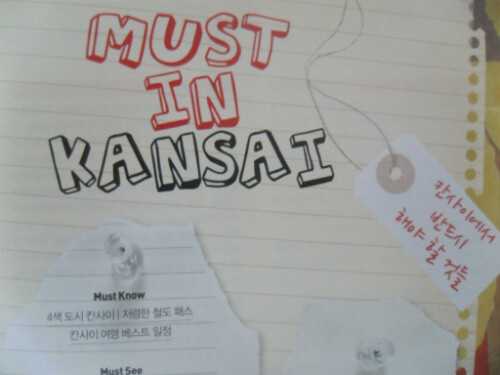 MUST
IN
KANSAI
칸사이에서
반드시
해야 할 것들
Must Know
4색 도시 칸사이 | 저렴한 철도 패스
칸사이 여행 베스트 일정
Must See